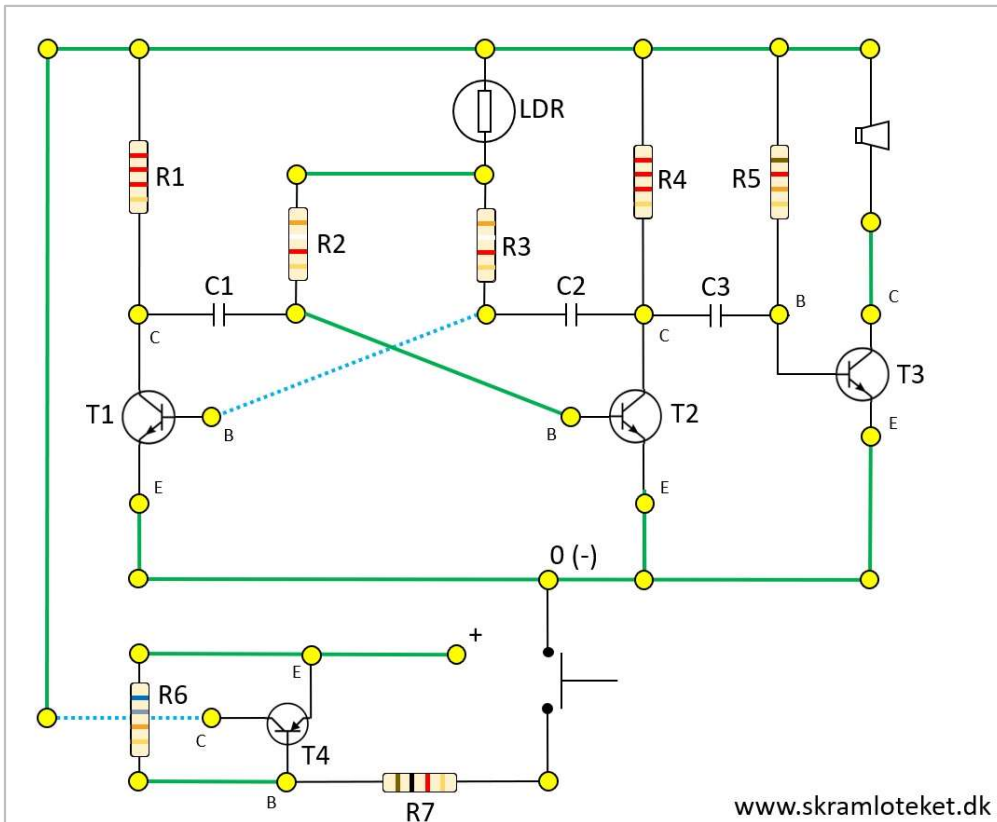 LDR
R1
R4
R5
R2
R3
C1
C2
C3
B
C
C
C
T1
B
B
T2
T3
E
E
E
0 (-)
+
E
R6
C
T4
B
R7
www.skramloteket.dk